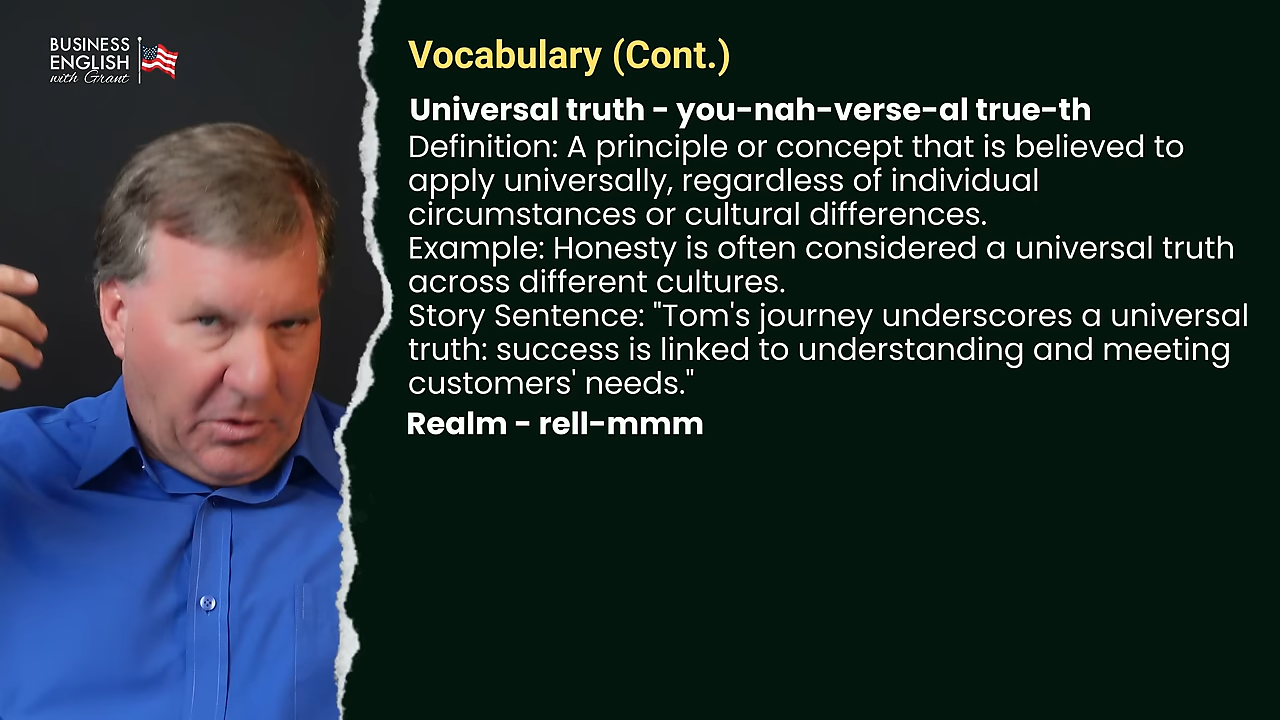 BUSINESS
ENGLISH
with Grant
Vocabulary (Cont.)
Universal truth - you-nah-verse-al true-th
Definition: A principle or concept that is believed to
apply universally, regardless of individual
circumstances or cultural differences.
Example: Honesty is often considered a universal truth
across different cultures.
Story Sentence: "Tom's journey underscores a universal
truth: success is linked to understanding and meeting
customers' needs."
Realm - rell-mmm